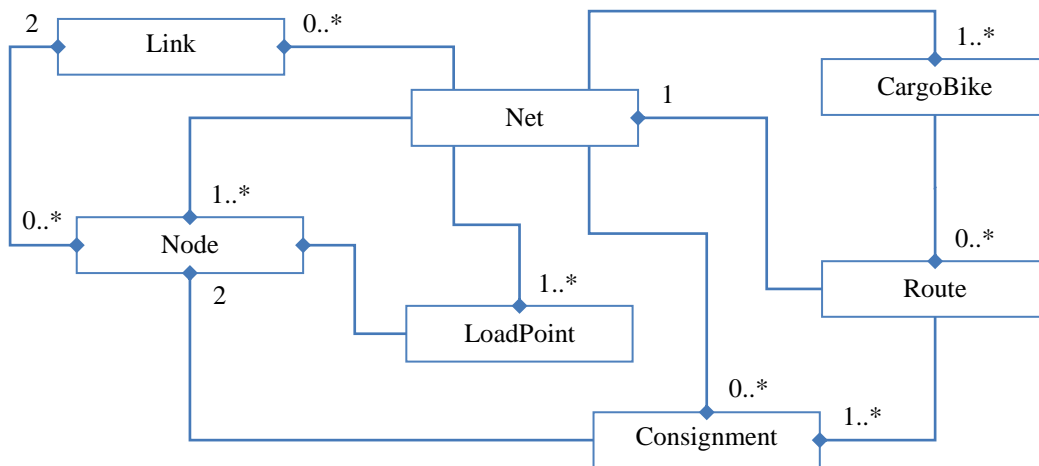 2
Link
0..*
1..*
CargoBike
Net
1
1..*
0..*
Node
2
0..*
Route
1..*
LoadPoint
0..*
1..*
Consignment